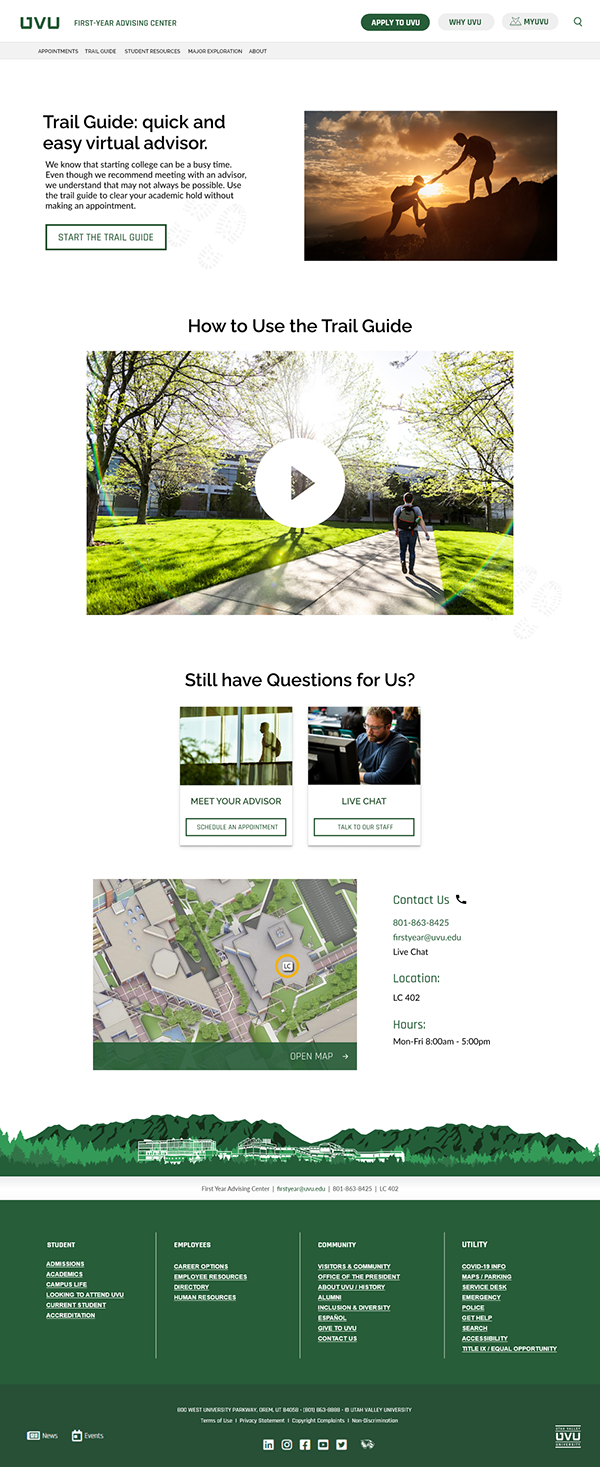 UVU FIRST-YEAR ADVISING CENTER
APPLY TO UVU
WHY UVU
MYUVU
APPOINTMENTS TRAIL GUIDE STUDENT RESOURCES MAJOR EXPLORATION ABOUT
Trail Guide: quick and
easy virtual advisor.
We know that starting college can be a busy time.
Even though we recommend meeting with an advisor,
we understand that may not always be possible. Use
the trail guide to clear your academic hold without
making an appointment.
START THE TRAIL GUIDE
How to Use the Trail Guide
Still have Questions for Us?
MEET YOUR ADVISOR
SCHEDULE AN APPOINTMENT
LIVE CHAT
TALK TO OUR STAFF
LC
OPEN MAP →
Contact Us
801-863-8425
firstyear@uvu.edu
Live Chat
Location:
LC 402
Hours:
Mon-Fri 8:00am - 5:00pm
First Year Advising Center | firstyear@uvu.edu | 801-863-8425 | LC 402
STUDENT
ADMISSIONS
ACADEMICS
CAMPUS LIFE
LOOKING TO ATTEND UVU
CURRENT STUDENT
ACCREDITATION
EMPLOYEES
CAREER OPTIONS
EMPLOYEE RESOURCES
DIRECTORY
HUMAN RESOURCES
COMMUNITY
VISITORS & COMMUNITY
OFFICE OF THE PRESIDENT
ABOUT UVU / HISTORY
ALUMNI
INCLUSION & DIVERSITY
ESPAÑOL
GIVE TO UVU
CONTACT US
UTILITY
COVID-19 INFO
MAPS / PARKING
SERVICE DESK
EMERGENCY
POLICE
GET HELP
SEARCH
ACCESSIBILITY
TITLE IX / EQUAL OPPORTUNITY
800 WEST UNIVERSITY PARKWAY, OREM, UT 84058 · (801) 863-8888 · © UTAH VALLEY UNIVERSITY
Terms of Use | Privacy Statement | Copyright Complaints | Non-Discrimination
News
Events
UTAH VALLEY
UVU
UNIVERSITY